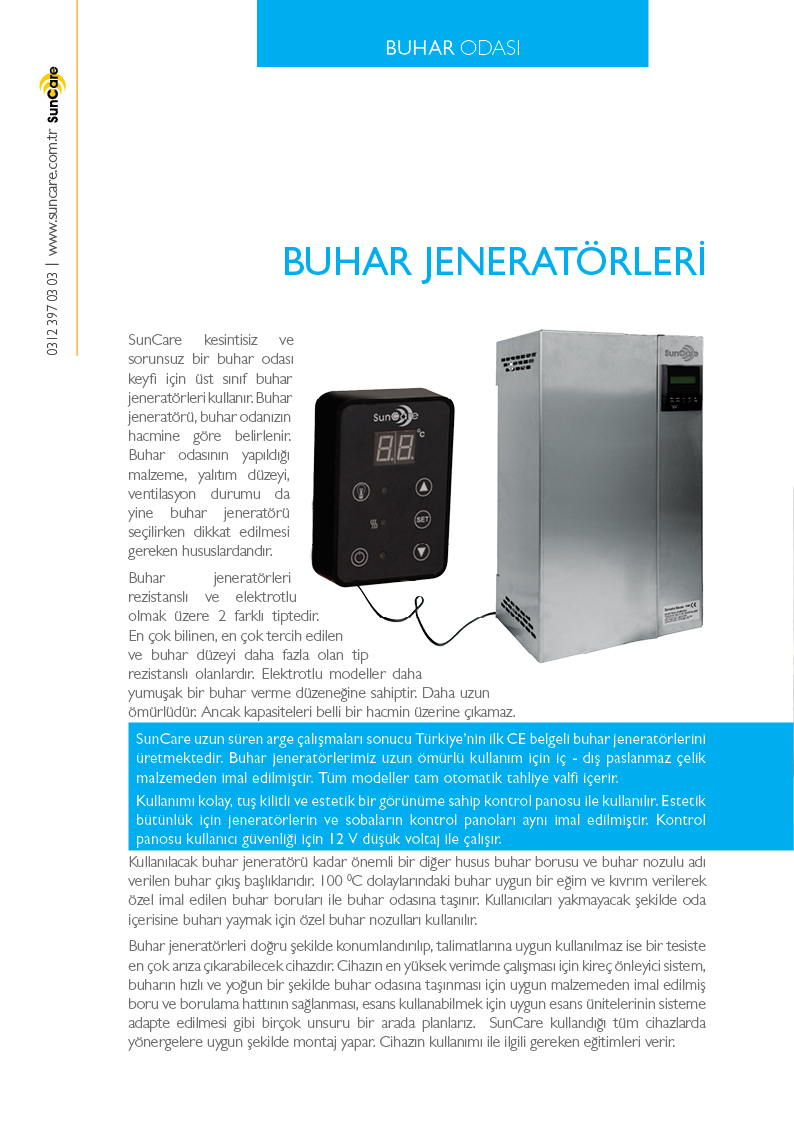 BUHAR ODASI
0312 397 03 03 | www.suncare.com.tr SunCare
BUHAR JENERATÖRLERİ
SunCare kesintisiz ve
sorunsuz bir buhar odası
keyfi için üst sınıf buhar
jeneratörleri kullanır. Buhar
jeneratörü, buhar odanızın
hacmine göre belirlenir.
Buhar odasının yapıldığı
malzeme, yalıtım düzeyi,
ventilasyon durumu da
yine buhar jeneratörü
seçilirken dikkat edilmesi
gereken hususlardandır.
Buhar jeneratörleri
rezistanslı ve elektrotlu
olmak üzere 2 farklı tiptedir.
En çok bilinen, en çok tercih edilen
ve buhar düzeyi daha fazla olan tip
rezistanslı olanlardır. Elektrotlu modeller daha
yumuşak bir buhar verme düzeneğine sahiptir. Daha uzun
ömürlüdür. Ancak kapasiteleri belli bir hacmin üzerine çıkamaz.
SunCare
88
°C
SET
SunCare
SunCare uzun süren arge çalışmaları sonucu Türkiye'nin ilk CE belgeli buhar jeneratörlerini
üretmektedir. Buhar jeneratörlerimiz uzun ömürlü kullanım için iç - dış paslanmaz çelik
malzemeden imal edilmiştir. Tüm modeller tam otomatik tahliye valfi içerir.
Kullanımı kolay, tuş kilitli ve estetik bir görünüme sahip kontrol panosu ile kullanılır. Estetik
bütünlük için jeneratörlerin ve sobaların kontrol panoları aynı imal edilmiştir. Kontrol
panosu kullanıcı güvenliği için 12 V düşük voltaj ile çalışır.
Kullanılacak buhar jeneratörü kadar önemli bir diğer husus buhar borusu ve buhar nozulu adı
verilen buhar çıkış başlıklarıdır. 100 ⁰C dolaylarındaki buhar uygun bir eğim ve kıvrım verilerek
özel imal edilen buhar boruları ile buhar odasına taşınır. Kullanıcıları yakmayacak şekilde oda
içerisine buharı yaymak için özel buhar nozulları kullanılır.
Buhar jeneratörleri doğru şekilde konumlandırılıp, talimatlarına uygun kullanılmaz ise bir tesiste
en çok arıza çıkarabilecek cihazdır. Cihazın en yüksek verimde çalışması için kireç önleyici sistem,
buharın hızlı ve yoğun bir şekilde buhar odasına taşınması için uygun malzemeden imal edilmiş
boru ve borulama hattının sağlanması, esans kullanabilmek için uygun esans ünitelerinin sisteme
adapte edilmesi gibi birçok unsuru bir arada planlarız. SunCare kullandığı tüm cihazlarda
yönergelere uygun şekilde montaj yapar. Cihazın kullanımı ile ilgili gereken eğitimleri verir.